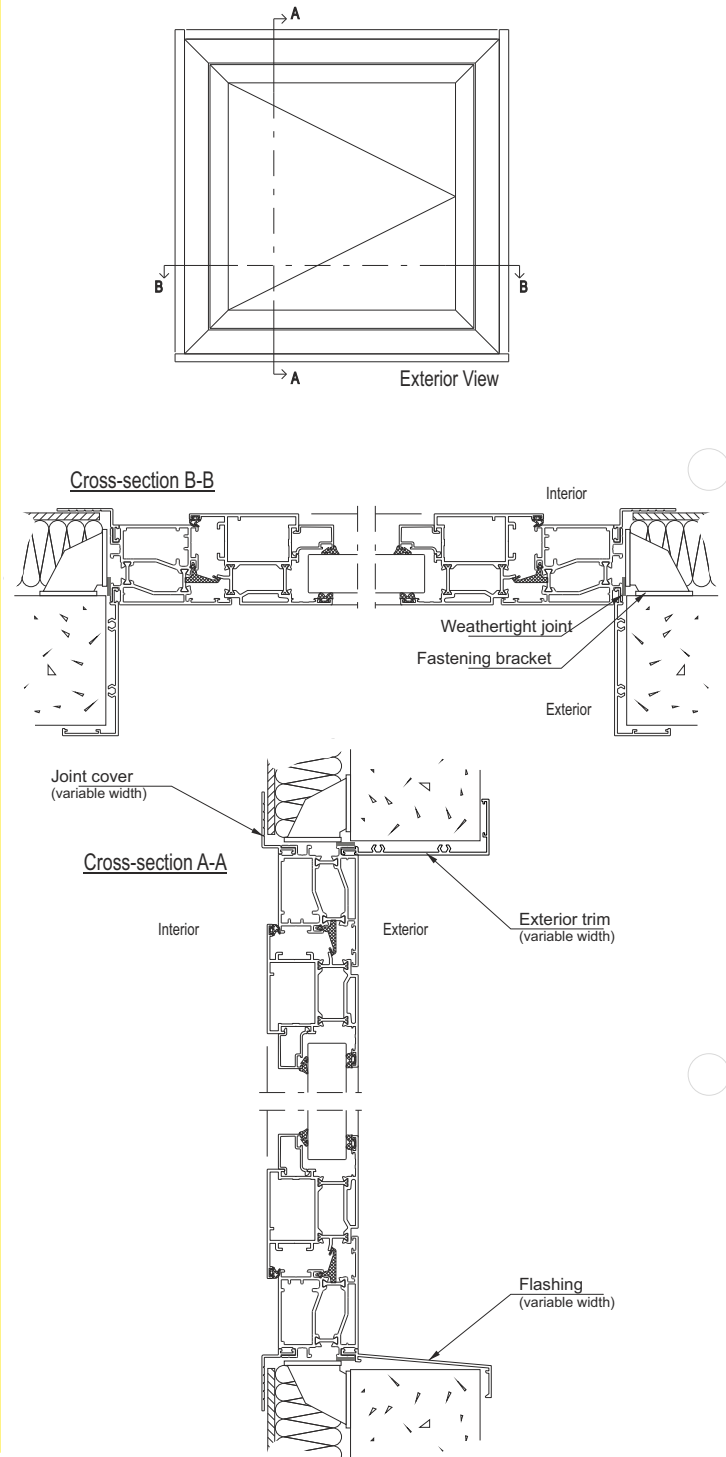 A
B
B
A
Exterior View
Cross-section B-B
Interior
Weathertight joint
Fastening bracket
Exterior
Joint cover
(variable width)
Cross-section A-A
Interior
Exterior
Exterior trim
(variable width)
Flashing
(variable width)